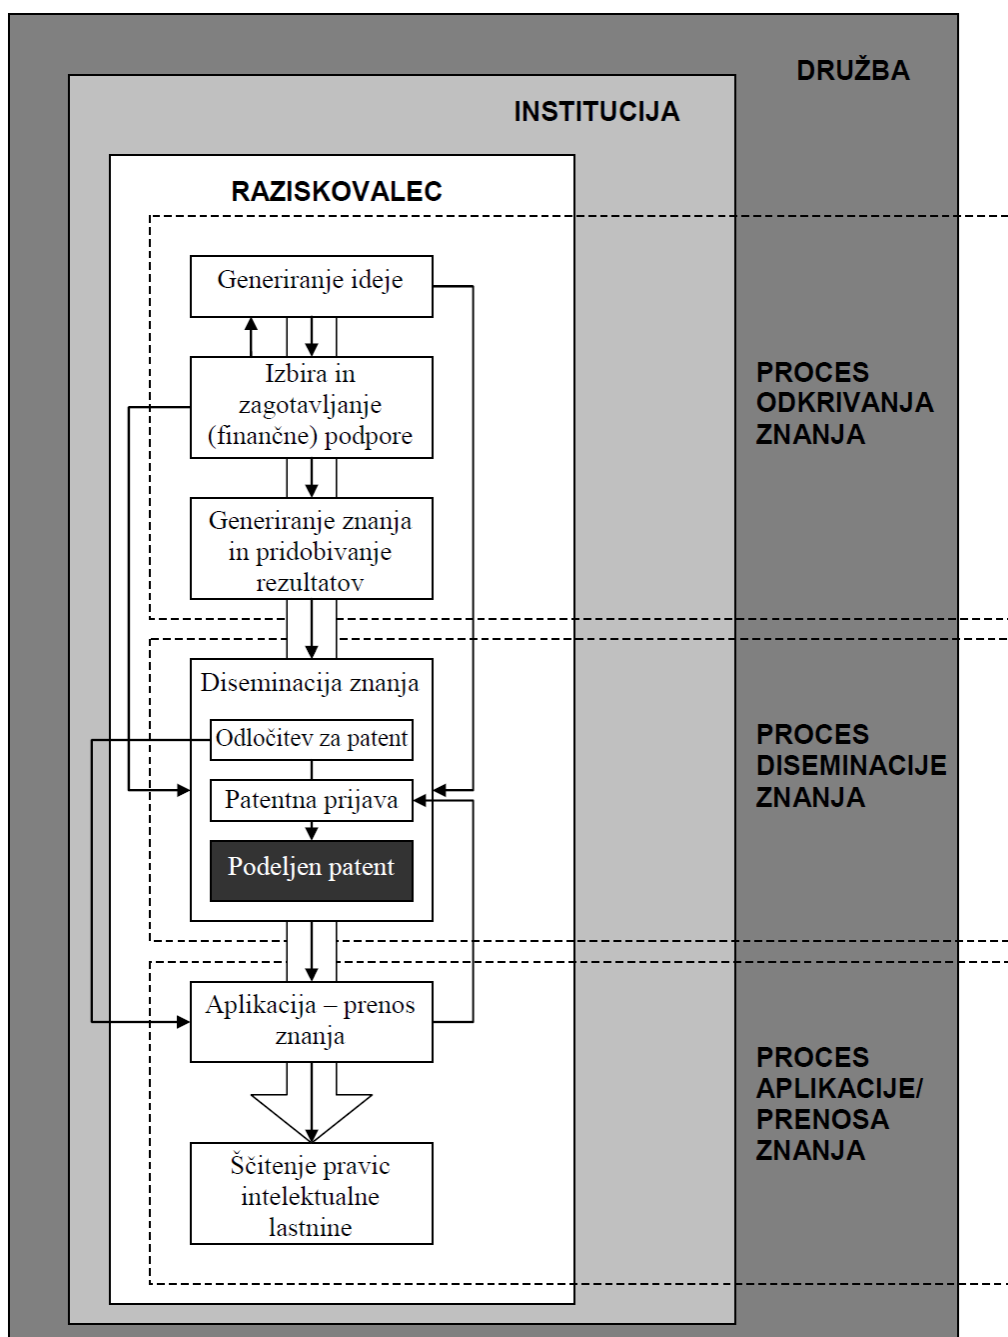 DRUŽBA
INSTITUCIJA
RAZISKOVALEC
Generiranje ideje
Izbira in
zagotavljanje
(finančne) podpore
Generiranje znanja
in pridobivanje
rezultatov
PROCES
ODKRIVANJA
ZNANJA
Diseminacija znanja
Odločitev za patent
Patentna prijava
Podeljen patent
PROCES
DISEMINACIJE
ZNANJA
Aplikacija – prenos
znanja
Ščitenje pravic
intelektualne
lastnine
PROCES
APLIKACIJE/
PRENOSA
ZNANJA